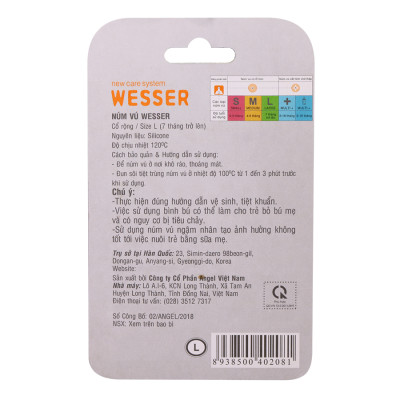 new care system
WESSER
NÚM VÚ WESSER
Cổ rộng / Size L (7 tháng trở lên)
Nguyên liệu: Silicone
Độ chịu nhiệt 120ºC
Cách bảo quản & Hướng dẫn sử dụng:
- Để núm vú ở nơi khô ráo, thoáng mát.
- Đun sôi tiệt trùng núm vú ở nhiệt độ 100ºC từ 1 đến 3 phút trước khi sử dụng.
Chú ý:
-Thực hiện đúng hướng dẫn vệ sinh, tiệt khuẩn.
-Việc sử dụng bình bú có thể làm cho trẻ bỏ bú mẹ và có nguy cơ bị tiêu chảy.
-Sử dụng núm vú ngậm nhân tạo ảnh hưởng không tốt tới việc nuôi trẻ bằng sữa mẹ.
Trụ sở tại Hàn Quốc: 23, Simin-daero 98beon-gil,
Dongan-gu, Anyang-si, Gyeonggi-do, Korea
Website:
Sản xuất bởi Công ty Cổ Phần Angel Việt Nam
Nhà máy: Lô A.I-6, KCN Long Thành, Xã Tam An
Huyện Long Thành, Tỉnh Đồng Nai, Việt Nam
Điện thoại tư vấn: (028) 3512 7317
Số Công Bố: 02/ANGEL/2018
NSX: Xem trên bao bì
S
M
L
+
L
8 938500 402081